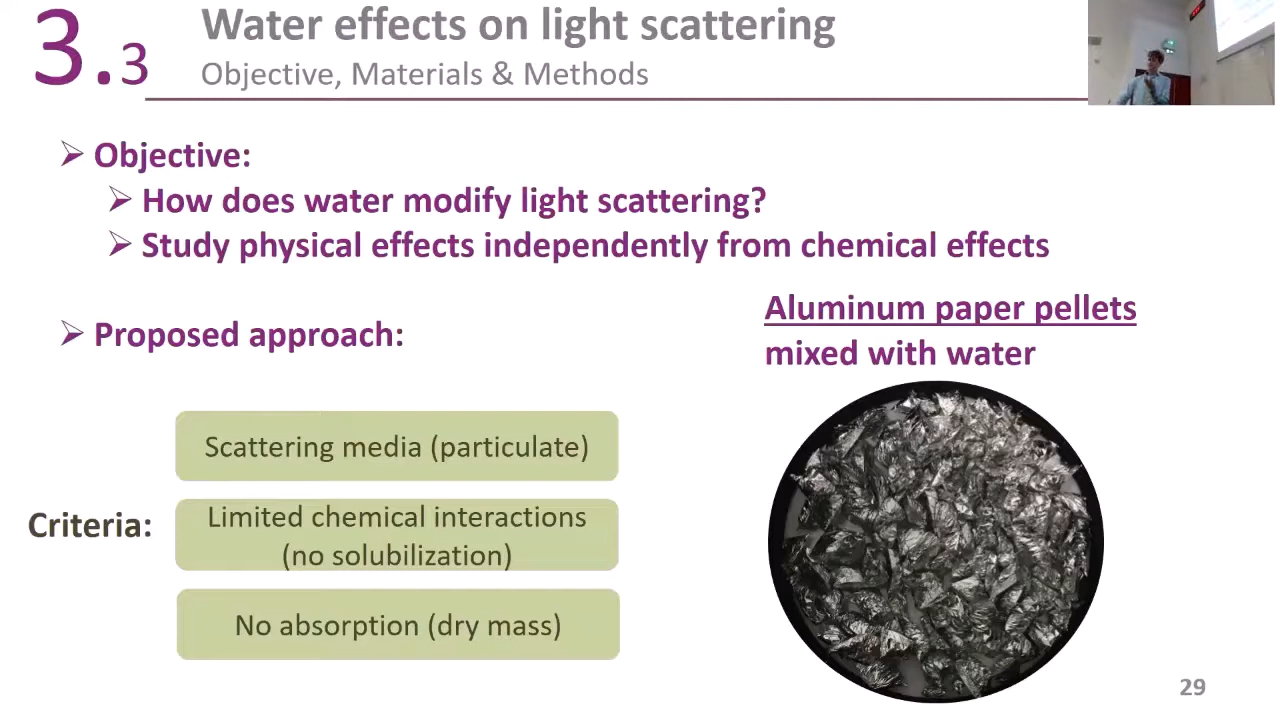 3.3
Water effects on light scattering
Objective, Materials & Methods
Objective:
How does water modify light scattering?
Study physical effects independently from chemical effects
Proposed approach:
Aluminum paper pellets
mixed with water
Criteria:
Scattering media (particulate)
Limited chemical interactions
(no solubilization)
No absorption (dry mass)
29